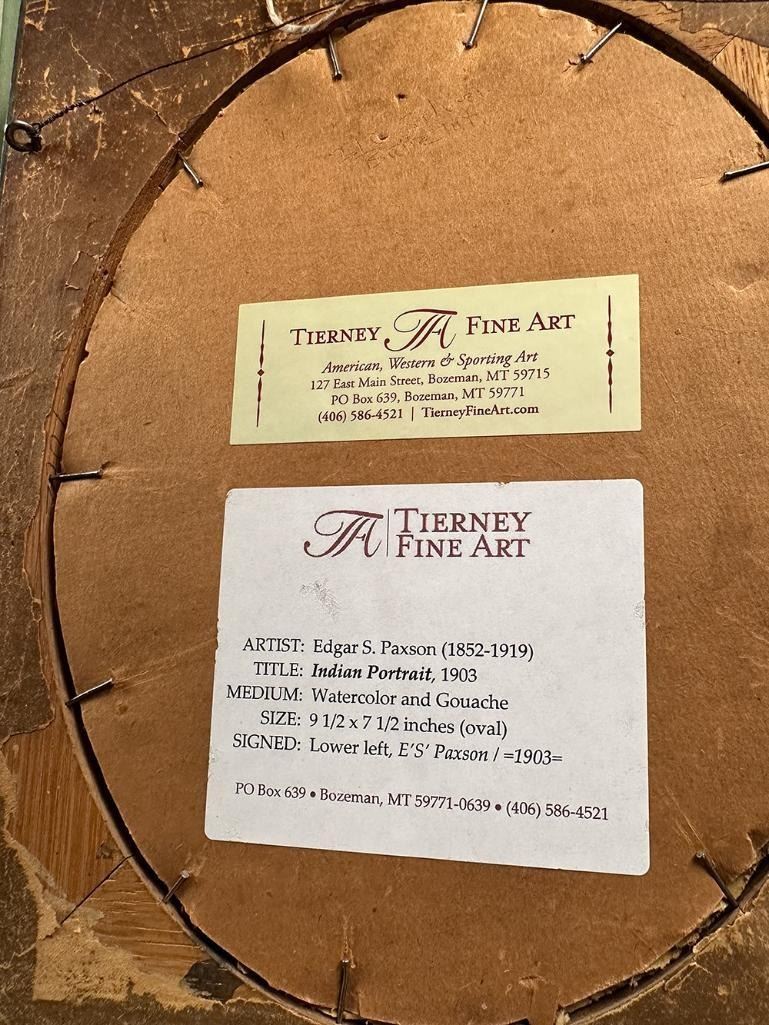 TIERNEY TFA FINE ART
American, Western & Sporting Art
127 East Main Street, Bozeman, MT 59715
PO Box 639, Bozeman, MT 59771
(406) 586-4521 | TierneyFineArt.com
TFA TIERNEY
FINE ART
ARTIST: Edgar S. Paxson (1852-1919)
TITLE: Indian Portrait, 1903
MEDIUM: Watercolor and Gouache
SIZE: 9 1/2 x 7 1/2 inches (oval)
SIGNED: Lower left, E'S' Paxson / =1903=
PO Box 639 • Bozeman, MT 59771-0639 • (406) 586-4521